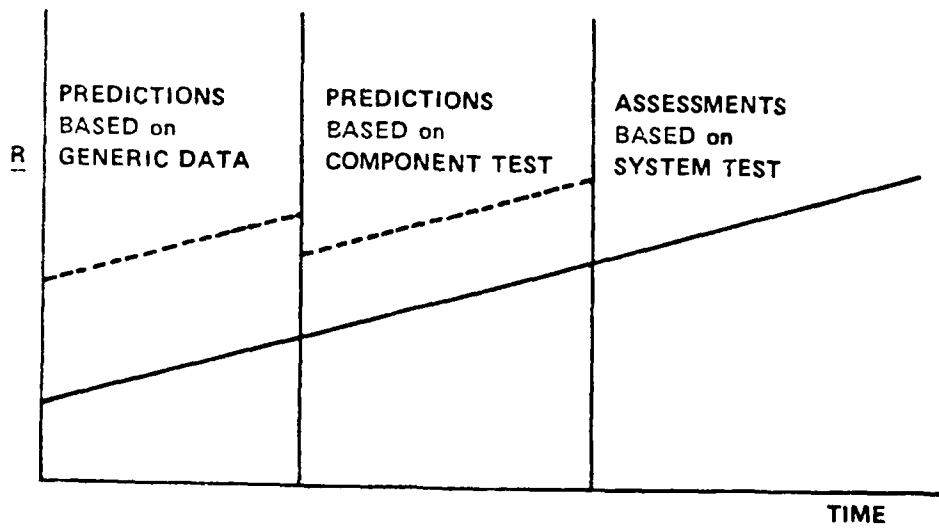 PREDICTIONS
BASED on
GENERIC DATA
PREDICTIONS
BASED on
COMPONENT TEST
ASSESSMENTS
BASED on
SYSTEM TEST
R
TIME